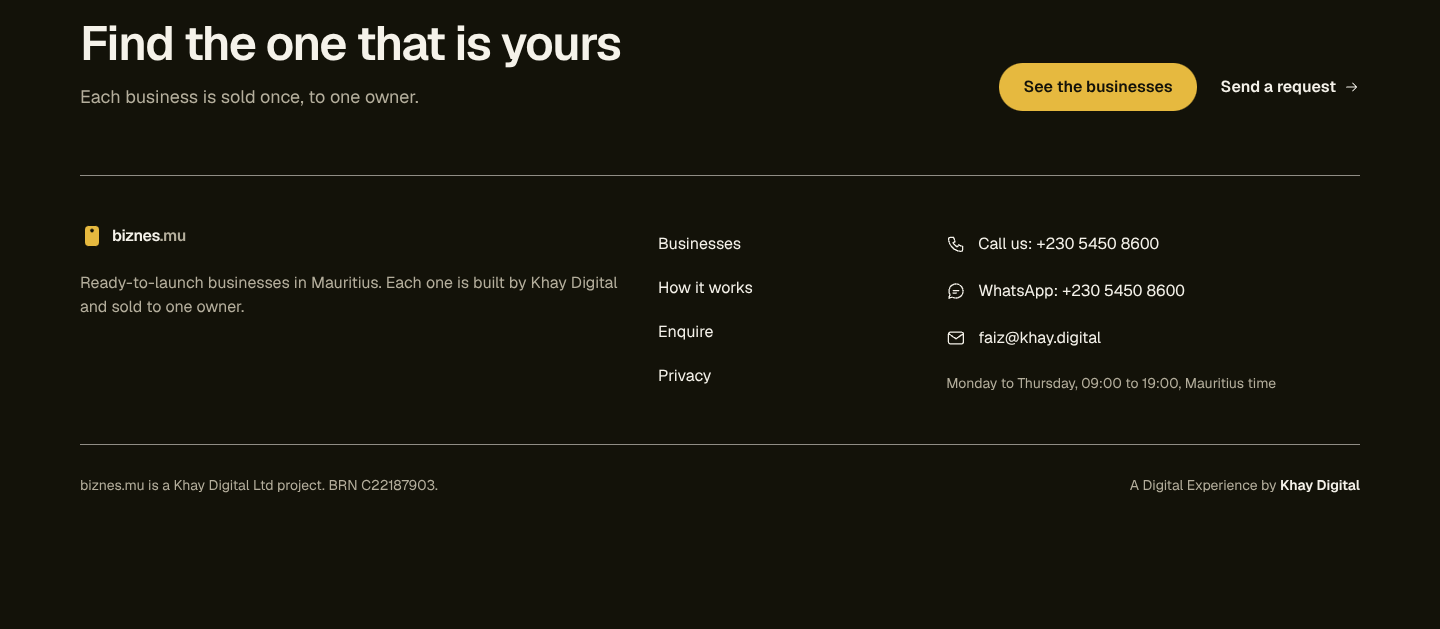 Find the one that is yours
Each business is sold once, to one owner.
See the businesses
Send a request →
biznes.mu
Ready-to-launch businesses in Mauritius. Each one is built by Khay Digital
and sold to one owner.
Businesses
How it works
Enquire
Privacy
Call us: +230 5450 8600
WhatsApp: +230 5450 8600
faiz@khay.digital
Monday to Thursday, 09:00 to 19:00, Mauritius time
biznes.mu is a Khay Digital Ltd project. BRN C22187903.
A Digital Experience by Khay Digital